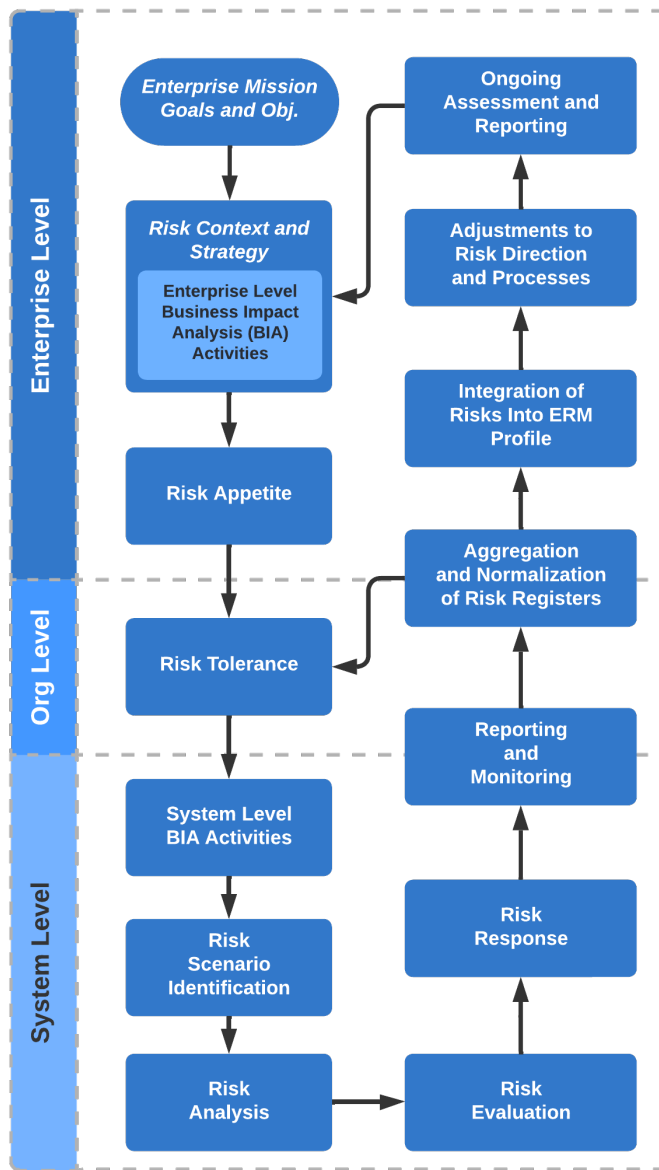 Enterprise Level
Org Level
System Level
Enterprise Mission
Goals and Obj.
Risk Context and
Strategy
Enterprise Level
Business Impact
Analysis (BIA)
Activities
Risk Appetite
Risk Tolerance
System Level
BIA Activities
Risk
Scenario
Identification
Risk
Analysis
Risk
Evaluation
Risk
Response
Reporting
and
Monitoring
Aggregation
and Normalization
of Risk Registers
Integration of
Risks Into ERM
Profile
Adjustments to
Risk Direction
and Processes
Ongoing
Assessment and
Reporting